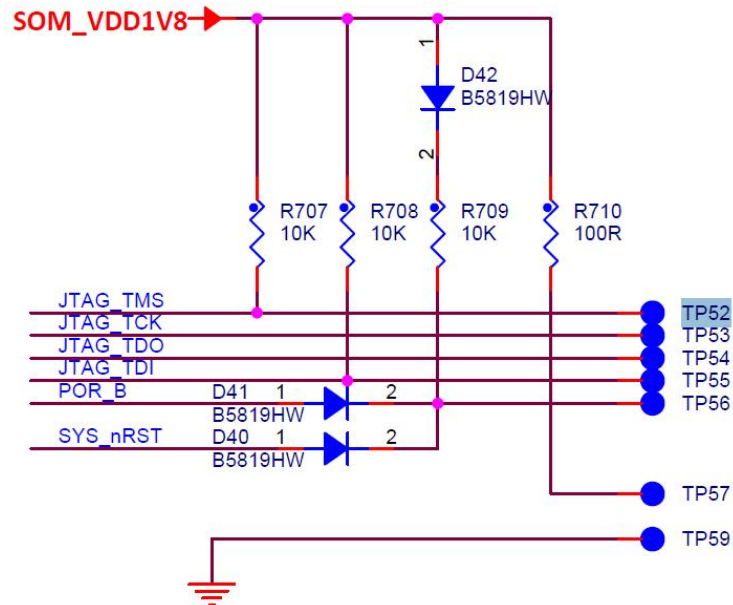 SOM_VDD1V8
1
D42
B5819HW
2
R707
10K
R708
10K
R709
10K
R710
100R
JTAG_TMS
TP52
JTAG_TCK
TP53
JTAG_TDO
TP54
JTAG_TDI
TP55
POR_B
D41
1
2
B5819HW
TP56
SYS_nRST
D40
1
2
B5819HW
TP57
TP59